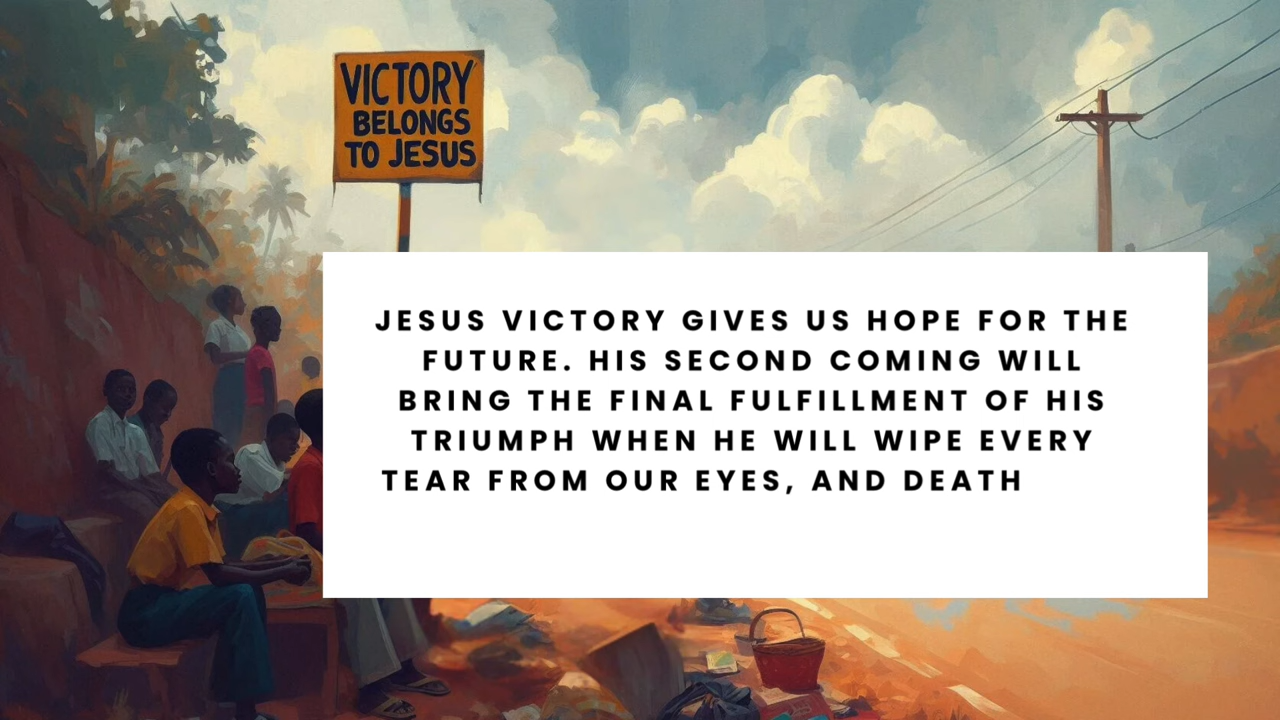 VICTORY
BELONGS
TO JESUS
JESUS VICTORY GIVES US HOPE FOR THE
FUTURE. HIS SECOND COMING WILL
BRING THE FINAL FULFILLMENT OF HIS
TRIUMPH WHEN HE WILL WIPE EVERY
TEAR FROM OUR EYES, AND DEATH